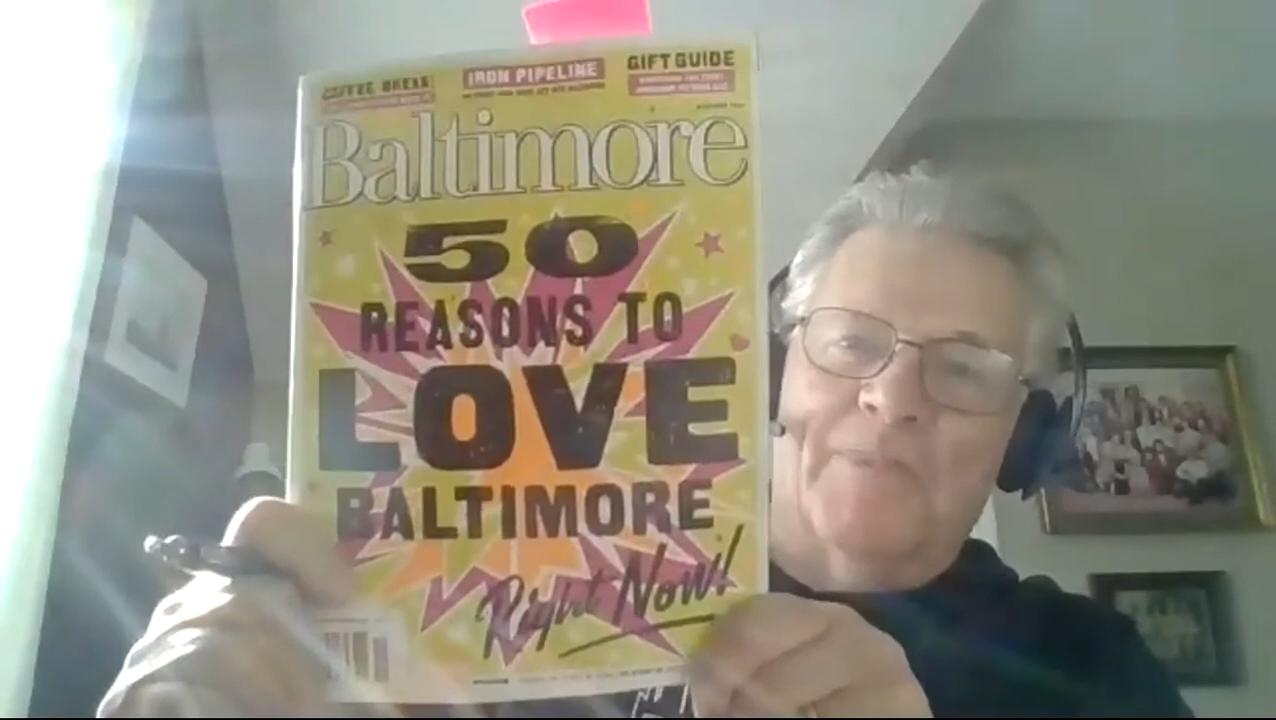 COFFEE BREAK
IRON PIPELINE
GIFT GUIDE
Baltimore
50
REASONS TO
LOVE
BALTIMORE
Right Now!